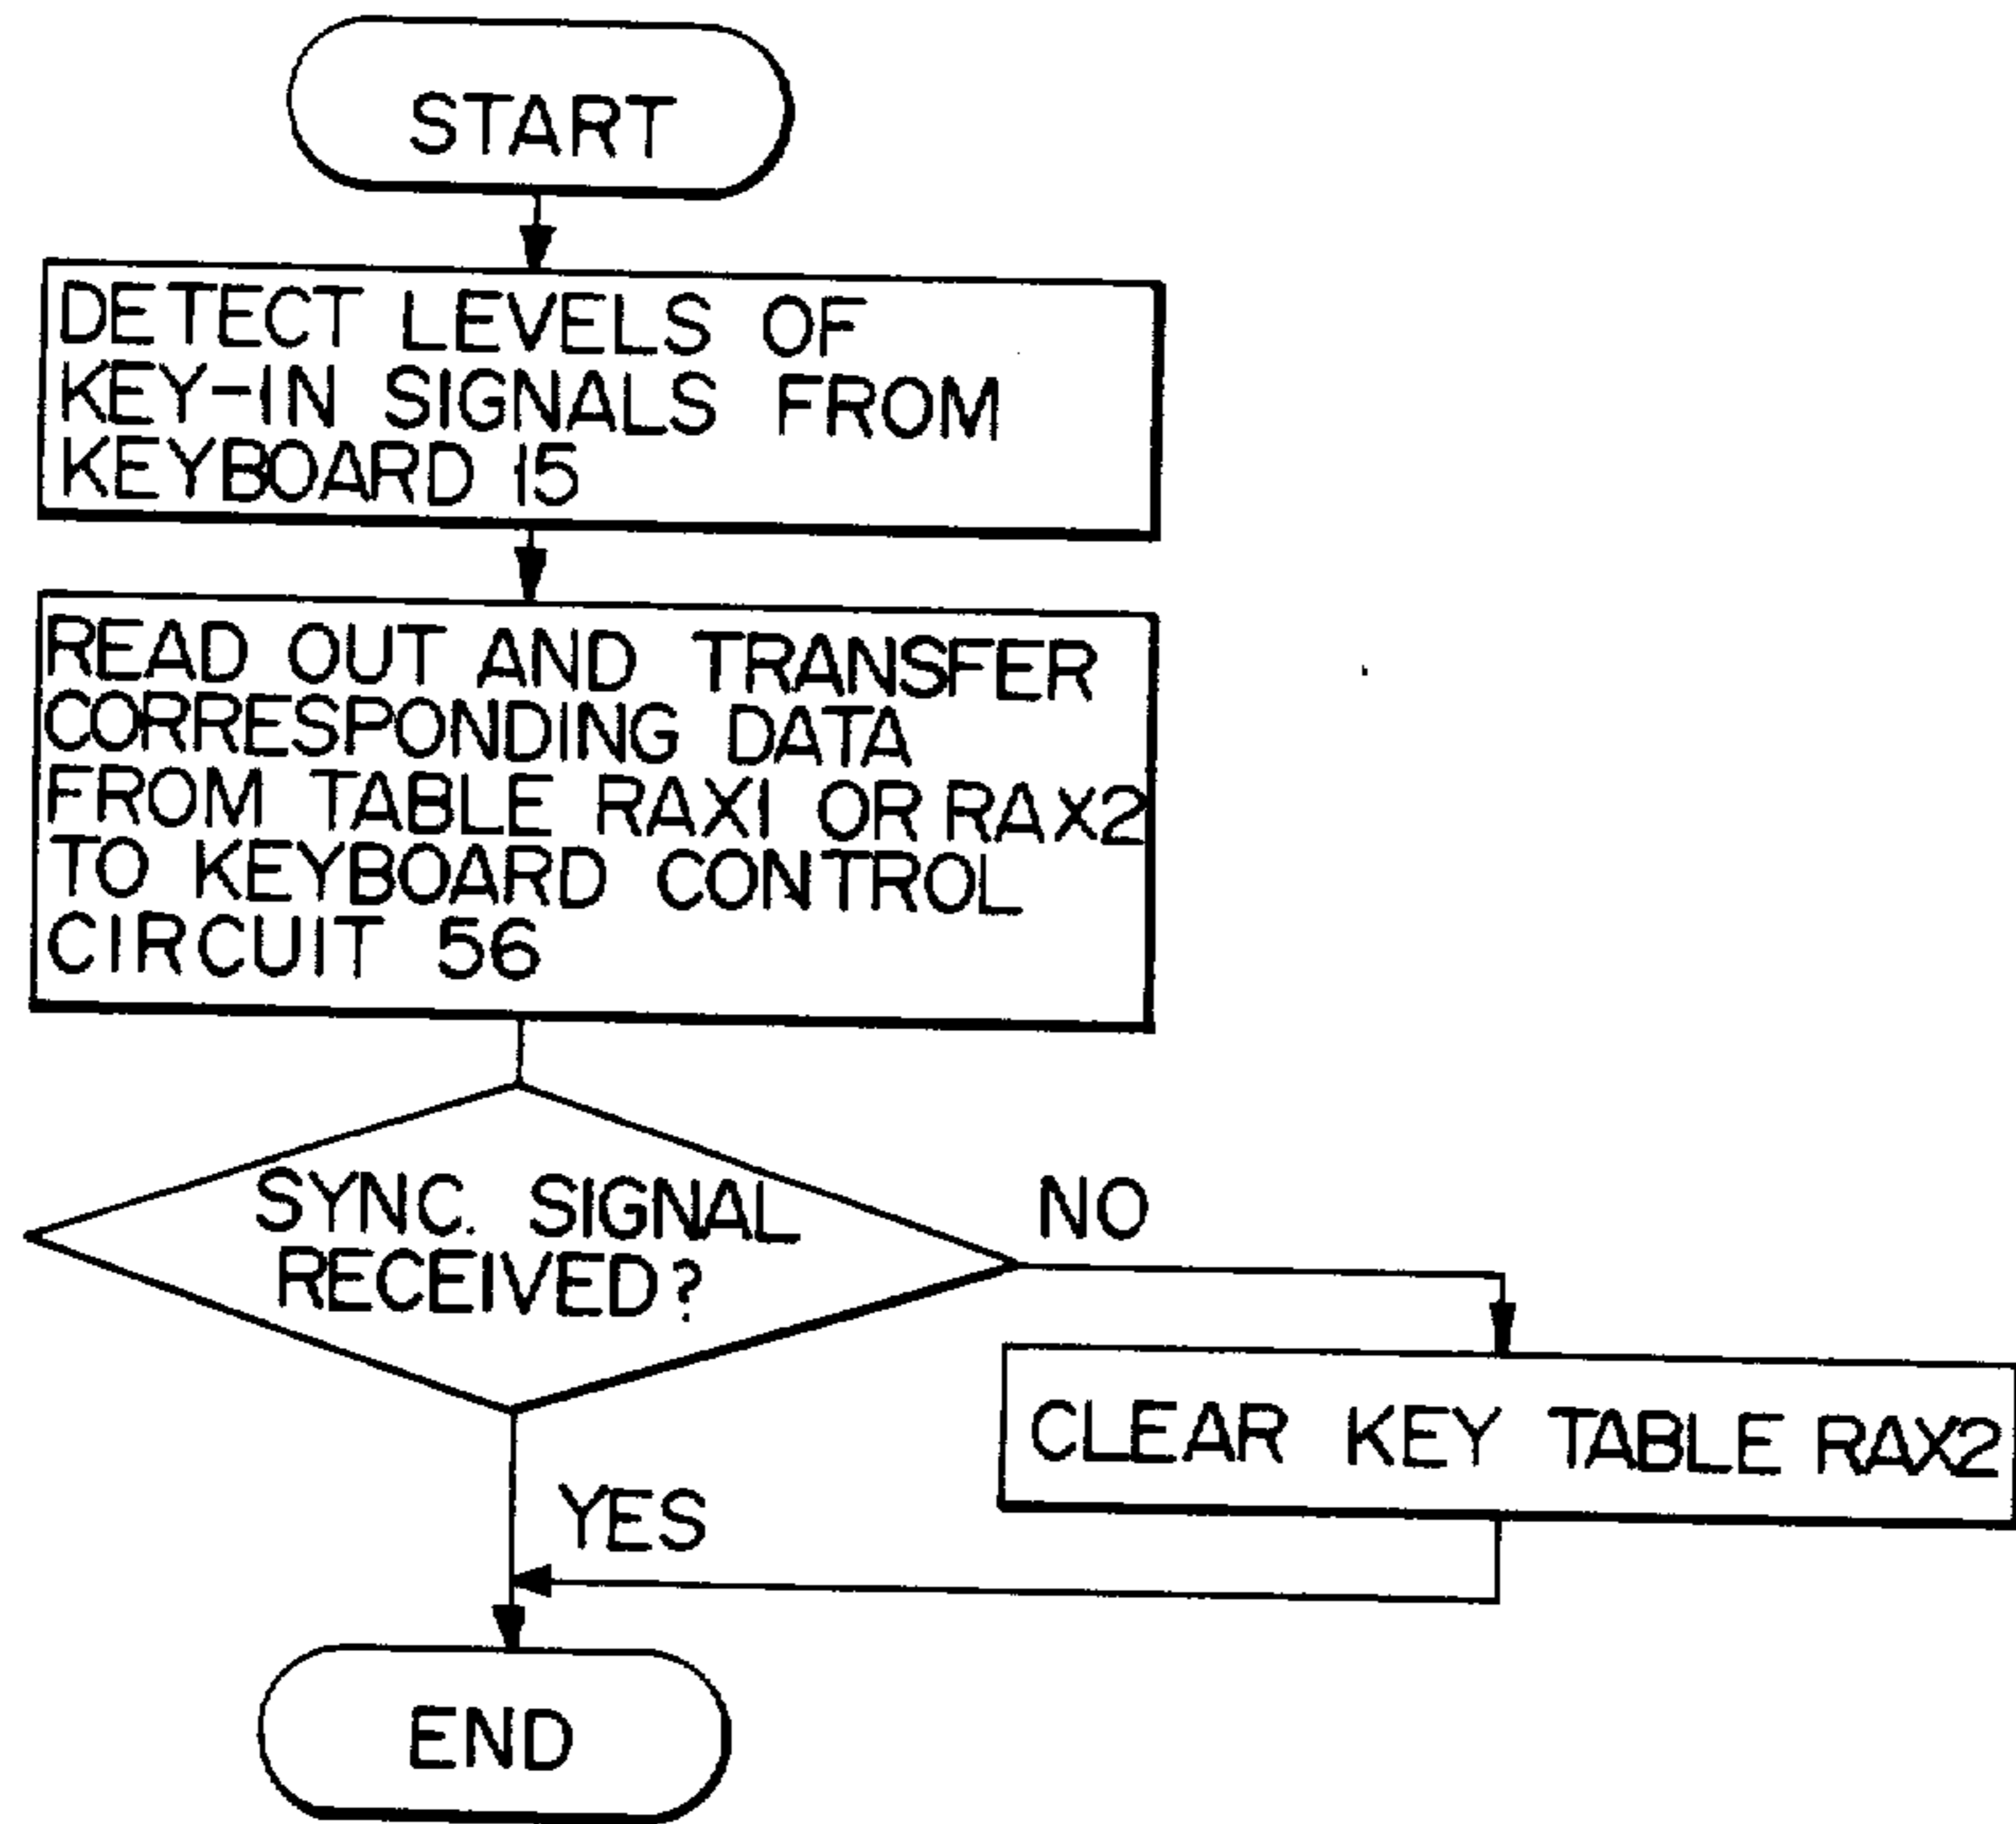 START
DETECT LEVELS OF
KEY-IN SIGNALS FROM
KEYBOARD 15
READ OUT AND TRANSFER
CORRESPONDING DATA
FROM TABLE RAX1 OR RAX2
TO KEYBOARD CONTROL
CIRCUIT 56
SYNC. SIGNAL
RECEIVED?
NO
CLEAR KEY TABLE RAX2
YES
END